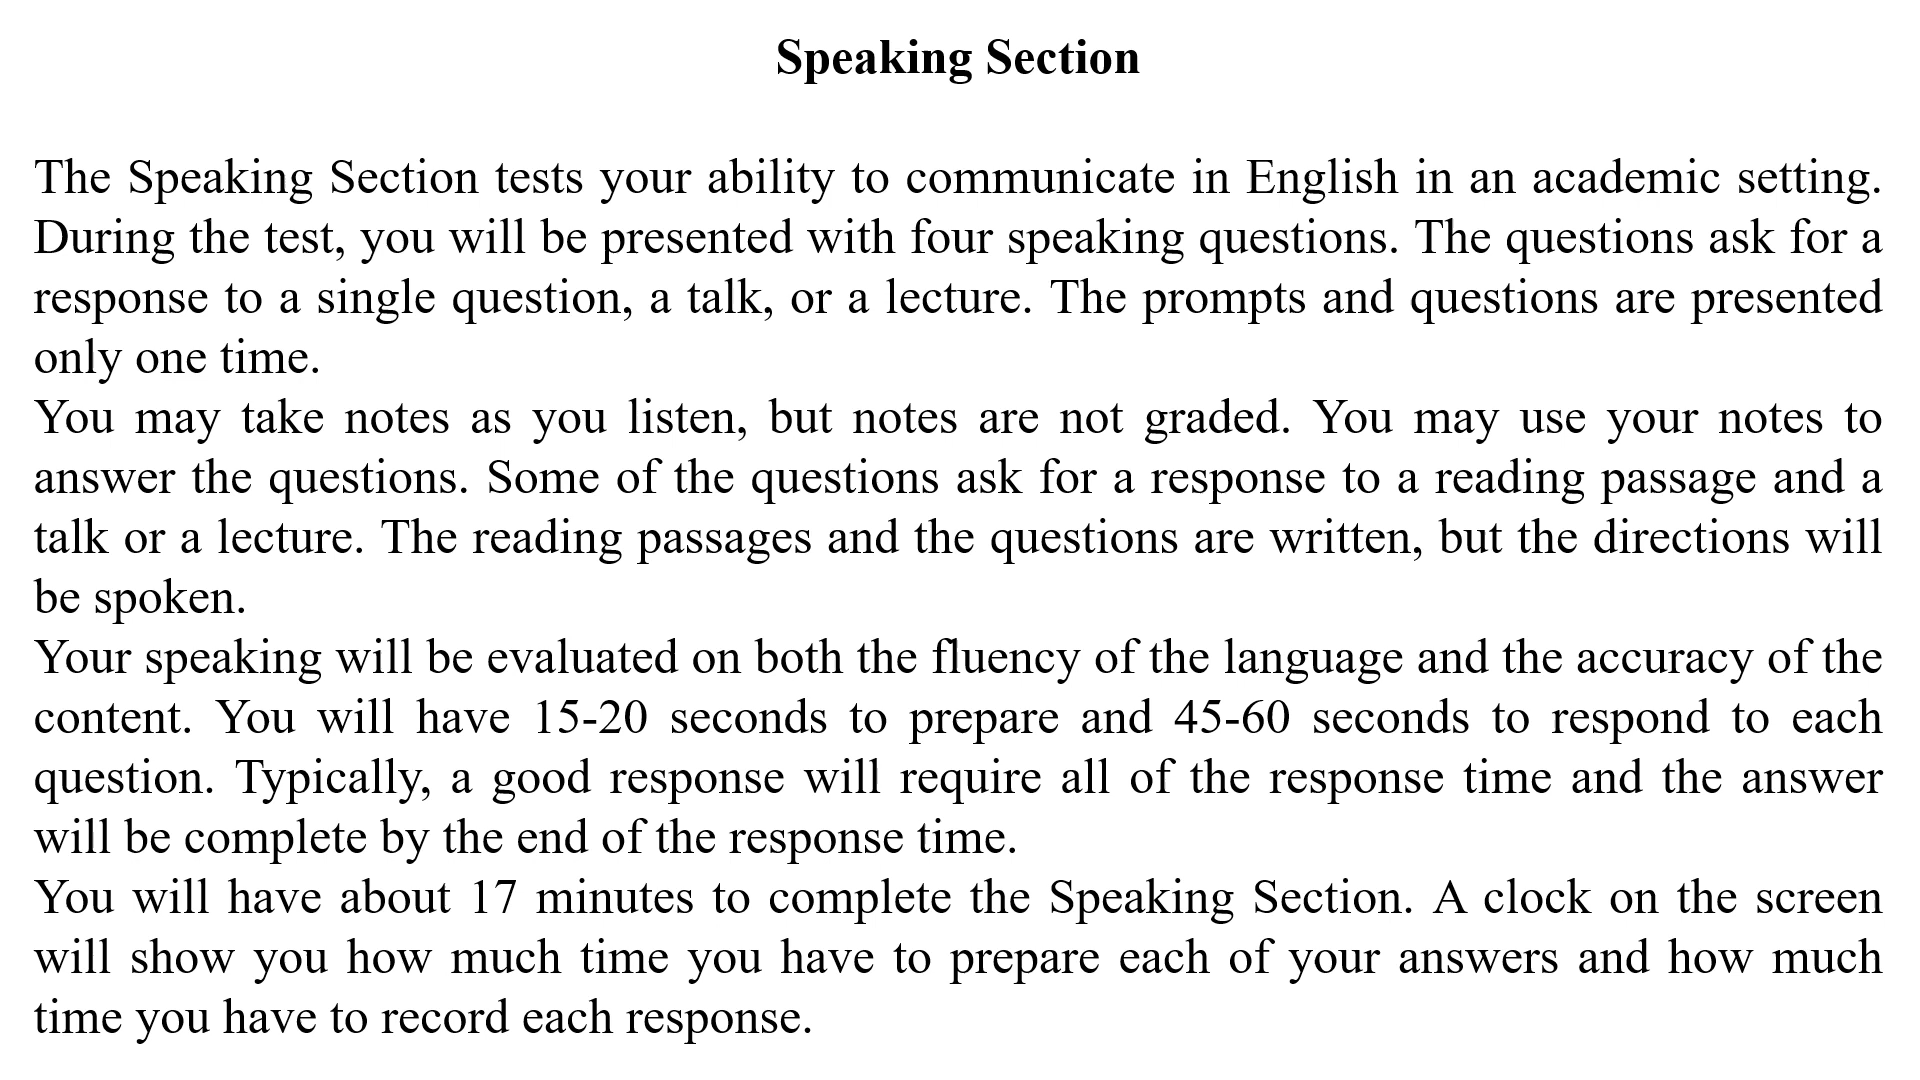 Speaking Section
The Speaking Section tests your ability to communicate in English in an academic setting.
During the test, you will be presented with four speaking questions. The questions ask for a
response to a single question, a talk, or a lecture. The prompts and questions are presented
only one time.
You may take notes as you listen, but notes are not graded. You may use your notes to
answer the questions. Some of the questions ask for a response to a reading passage and a
talk or a lecture. The reading passages and the questions are written, but the directions will
be spoken.
Your speaking will be evaluated on both the fluency of the language and the accuracy of the
content. You will have 15-20 seconds to prepare and 45-60 seconds to respond to each
question. Typically, a good response will require all of the response time and the answer
will be complete by the end of the response time.
You will have about 17 minutes to complete the Speaking Section. A clock on the screen
will show you how much time you have to prepare each of your answers and how much
time you have to record each response.